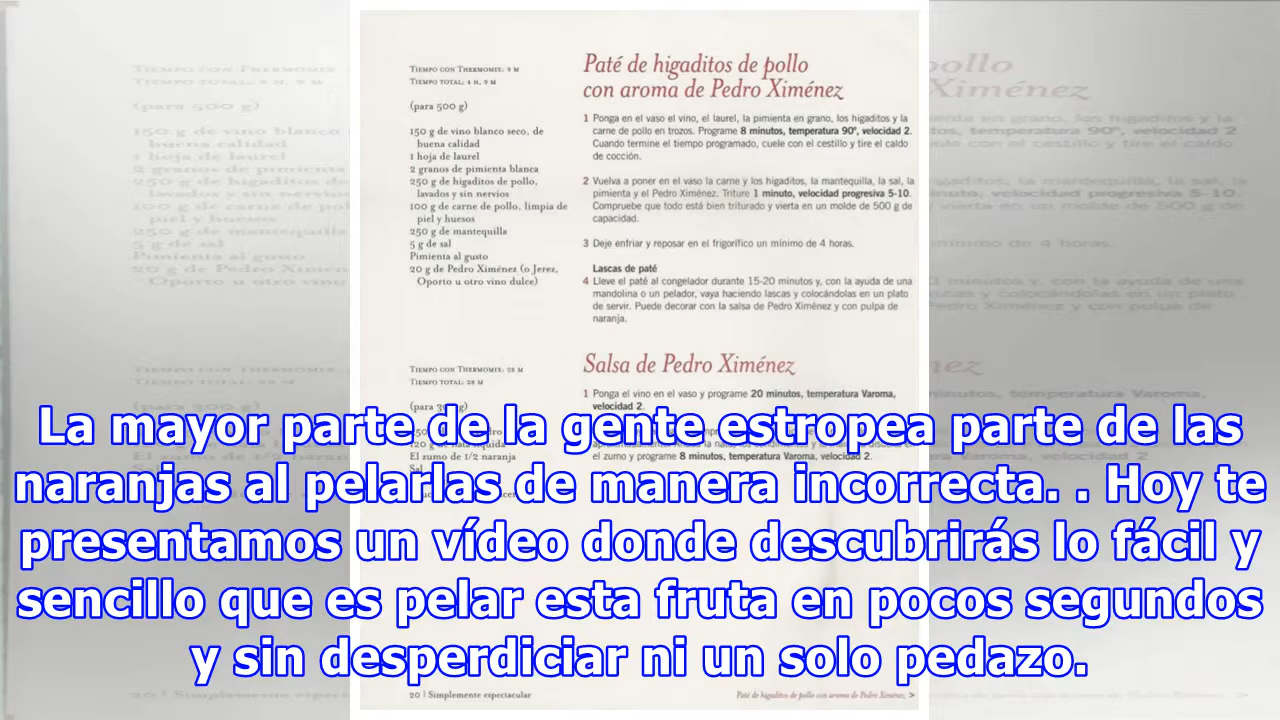 Tiempo con Thermomix: 9 m
Tiempo total: 4 h, 9 m
(para 500 g)
150 g de vino blanco seco, de
buena calidad
1 hoja de laurel
2 granos de pimienta blanca
250 g de higaditos de pollo,
lavados y sin nervios
100 g de carne de pollo, limpia de
piel y huesos
250 g de mantequilla
5 g de sal
Pimienta al gusto
20 g de Pedro Ximénez (o Jerez,
Oporto u otro vino dulce)
Paté de higaditos de pollo
con aroma de Pedro Ximénez
1 Ponga en el vaso el vino, el laurel, la pimienta en grano, los higaditos y la
carne de pollo en trozos. Programe 8 minutos, temperatura 90º, velocidad 2.
Cuando termine el tiempo programado, cuele con el cestillo y tire el caldo
de cocción.
2 Vuelva a poner en el vaso la carne y los higaditos, la mantequilla, la sal, la
pimienta y el Pedro Ximénez. Triture 1 minuto, velocidad progresiva 5-10.
Compruebe que todo está bien triturado y vierta en un molde de 500 g de
capacidad.
3 Deje enfriar y reposar en el frigorífico un mínimo de 4 horas.
Lascas de paté
4 Lleve el paté al congelador durante 15-20 minutos y, con la ayuda de una
mandolina o un pelador, vaya haciendo lascas y colocándolas en un plato
de servir. Puede decorar con la salsa de Pedro Ximénez y con pulpa de
naranja.
Tiempo con Thermomix: 28 m
Tiempo total: 28 m
(para
El zumo de 1/2 naranja
Sal
Salsa de Pedro Ximénez
1 Ponga el vino en el vaso y programe 20 minutos, temperatura Varoma,
velocidad 2.
el zumo y programe 8 minutos, temperatura Varoma, velocidad 2.
La mayor parte de la gente estropea parte de las
naranjas al pelarlas de manera incorrecta. . Hoy te
presentamos un vídeo donde descubrirás lo fácil y
sencillo que es pelar esta fruta en pocos segundos
y sin desperdiciar ni un solo pedazo.
20 | Simplemente espectacular
Paté de higaditos de pollo con aroma de Pedro Ximénez >